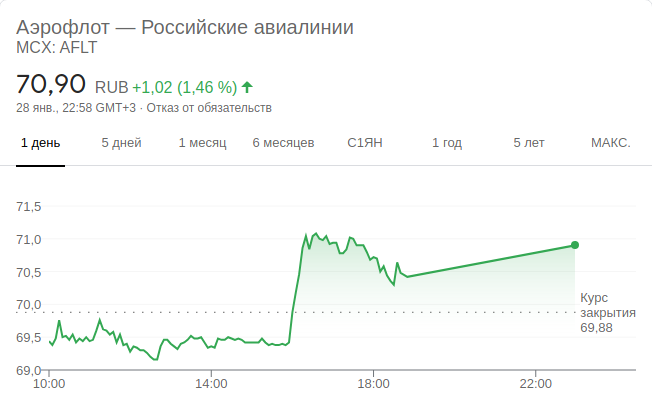 Аэрофлот — Российские авиалинии
MCX: AFLT
70,90 RUB +1,02 (1,46 %)
28 янв., 22:58 GMT+3 · Отказ от обязательств
1 день 5 дней 1 месяц 6 месяцев С1ЯН 1 год 5 лет МАКС.
71,5
71,0
70,5
70,0
Курс
закрытия
69,88
69,5
69,0
10:00 14:00 18:00 22:00